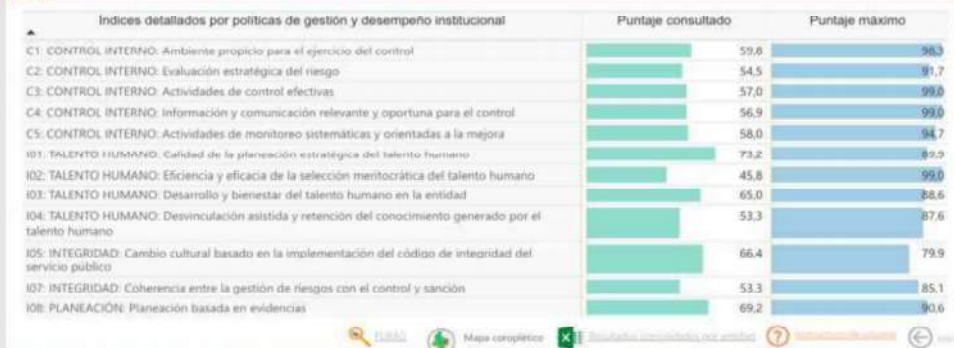 Indices detallados por políticas de gestión y desempeño institucional Puntaje consultado Puntaje máximo
C1: CONTROL INTERNO: Ambiente propicio para el ejercicio del control 59,8 98,3
C2: CONTROL INTERNO: Evaluación estratégica del riesgo 54,5 91,7
C3: CONTROL INTERNO: Actividades de control efectivas 57,0 99,0
C4: CONTROL INTERNO: Información y comunicación relevante y oportuna para el control 56,9 99,0
C5: CONTROL INTERNO: Actividades de monitoreo sistemáticas y orientadas a la mejora 58,0 94,7
I01: TALENTO HUMANO: Calidad de la planeación estratégica del talento humano 73,2 89,9
I02: TALENTO HUMANO: Eficiencia y eficacia de la selección meritocrática del talento humano 45,8 99,0
I03: TALENTO HUMANO: Desarrollo y bienestar del talento humano en la entidad 65,0 88,6
I04: TALENTO HUMANO: Desvinculación asistida y retención del conocimiento generado por el 53,3 87,6
talento humano
I05: INTEGRIDAD: Cambio cultural basado en la implementación del código de integridad del 66,4 79,9
servicio público
I07: INTEGRIDAD: Coherencia entre la gestión de riesgos con el control y sanción 53,3 85,1
I08: PLANEACIÓN: Planeación basada en evidencias 69,2 90,6
Mapa coroplético Resultados consolidados por entidad